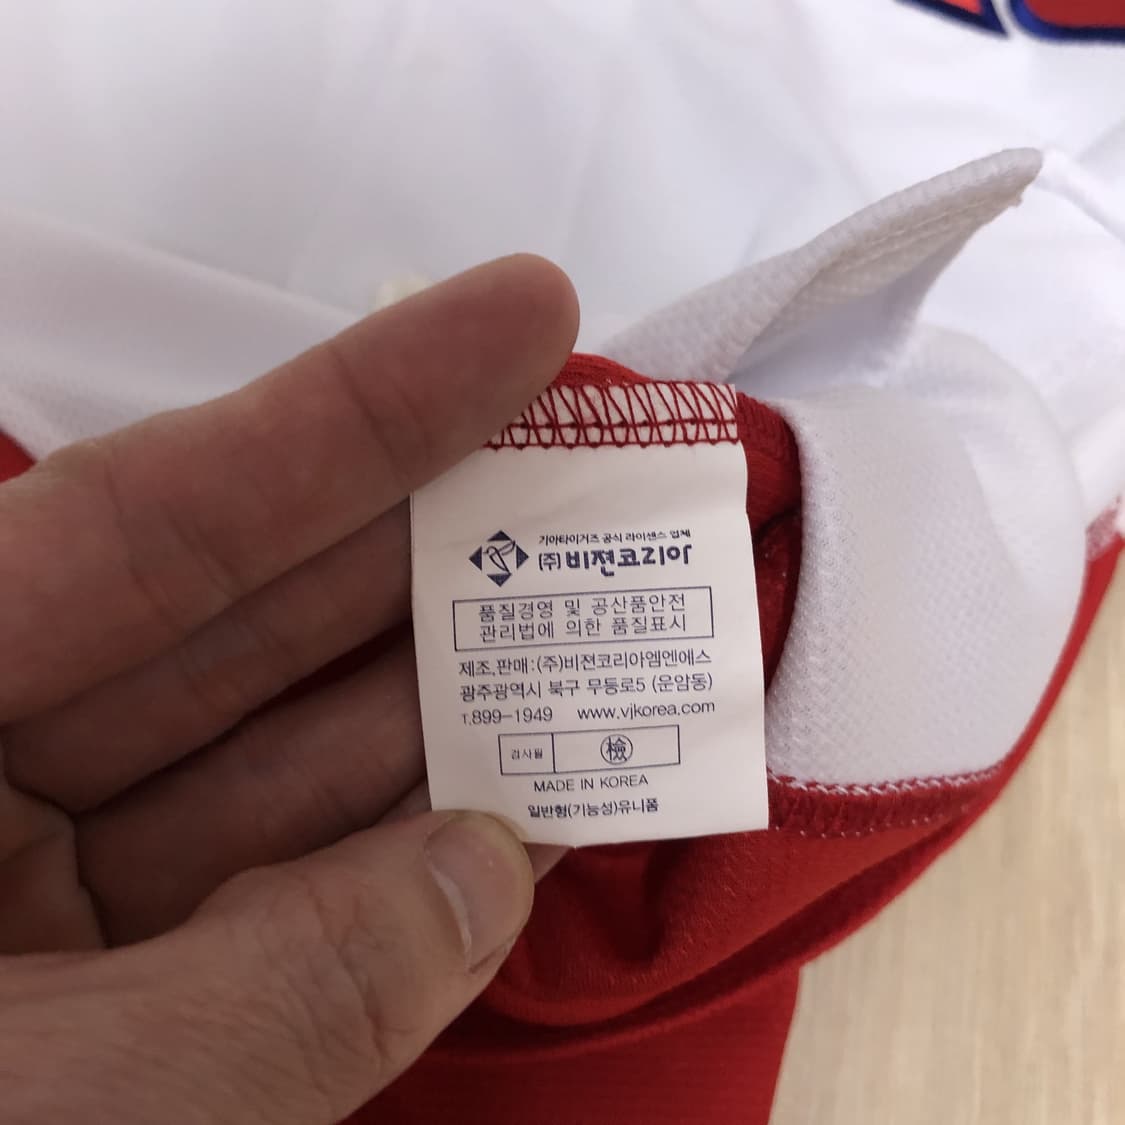 기아타이거즈 공식 라이센스 업체
(주)비젼코리아
품질경영 및 공산품안전
관리법에 의한 품질표시
제조,판매:(주)비젼코리아엠엔에스
광주광역시 북구 무등로5 (운암동)
T.899-1949 www.vjkorea.com
검사필 檢
MADE IN KOREA
일반형(기능성)유니폼